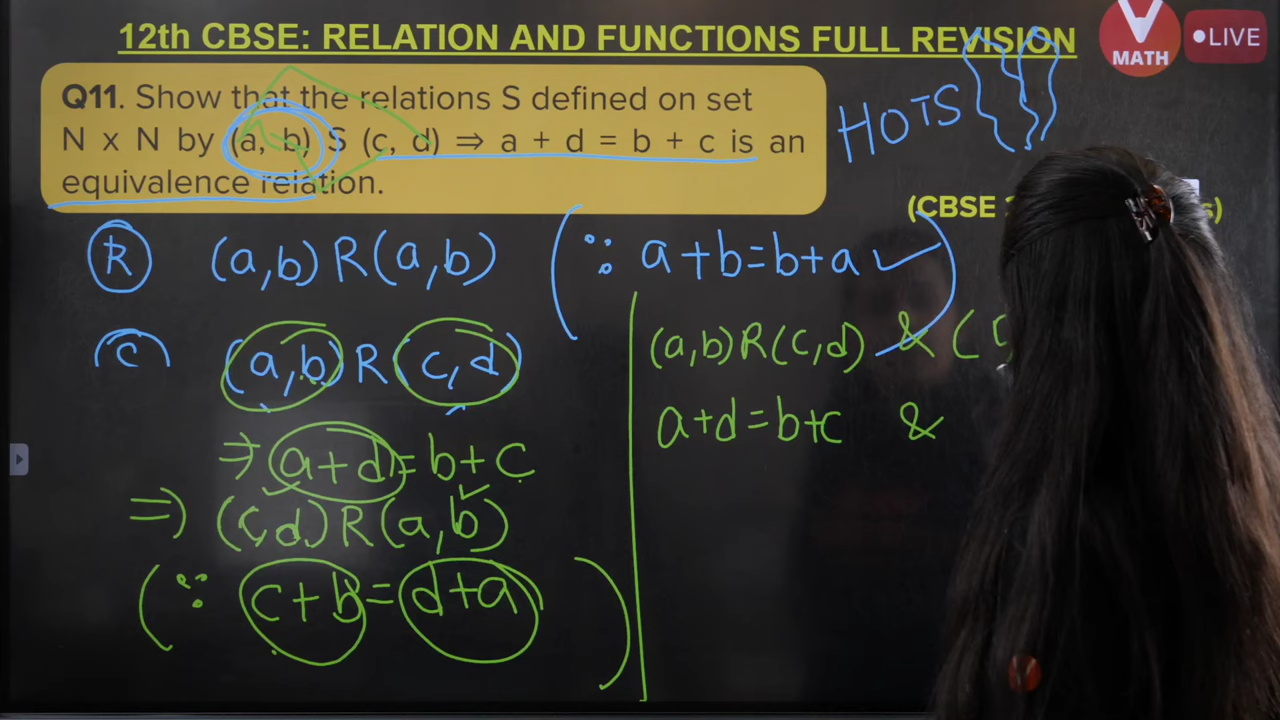 12th CBSE: RELATION AND FUNCTIONS FULL REVISION
V MATH
•LIVE
Q11. Show that the relations S defined on set
N x N by (a, b) S (c, d) ⇒ a + d = b + c is an
equivalence relation.
HOTS
(CBSE
s)
R (a,b) R (a,b) (∵ a+b=b+a ✓)
(a,b) R (c,d)
⇒ a+d = b+c
⇒ (c,d) R (a,b)
(∵ c+b = d+a)
(a,b) R (c,d) & (
a+d = b+c &